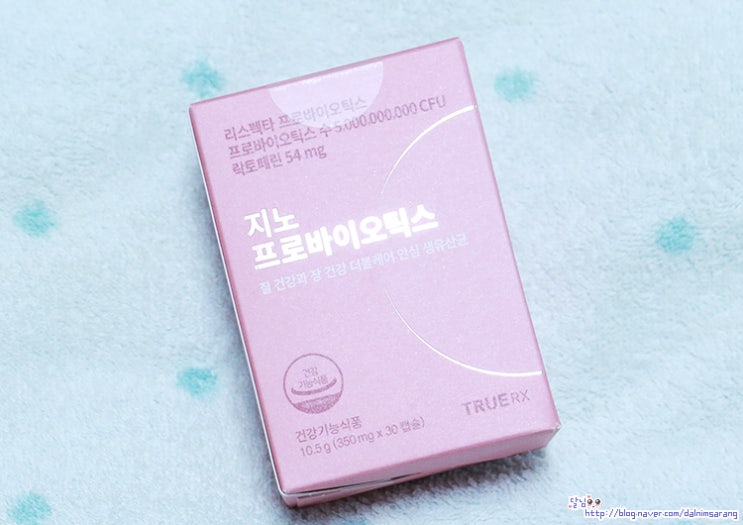 리스펙타 프로바이오틱스
프로바이오틱스 수 5,000,000,000 CFU
락토페린 54 mg
지노
프로바이오틱스
질 건강과 장 건강 더블케어 안심 생유산균
건강
기능식품
건강기능식품
10.5 g (350 mg x 30 캡슐)
TRUERX
달님
http://blog.naver.com/dalnimsarang